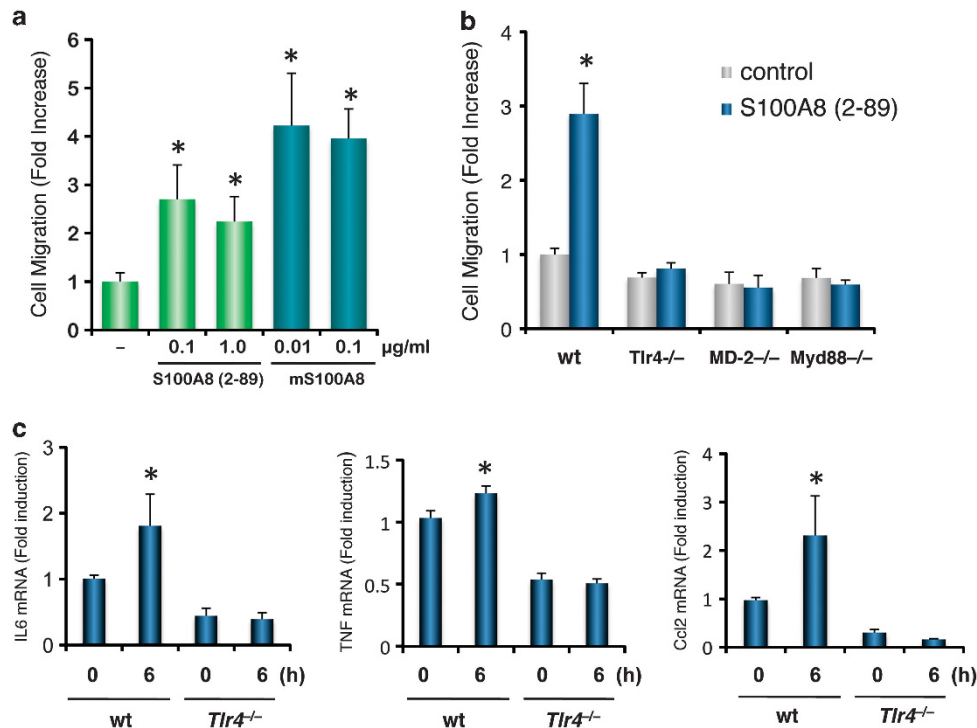 a
Cell Migration (Fold Increase)
6
5
4
3
2
1
0
* * * *
– 0.1 1.0 0.01 0.1 µg/ml
S100A8 (2-89) mS100A8
b
Cell Migration (Fold Increase)
4
3
2
1
0
*
control
S100A8 (2-89)
wt Tlr4-/- MD-2–/– Myd88–/–
c
IL6 mRNA (Fold induction)
3
2
1
0
*
0 6 0 6 (h)
wt Tlr4–/–
TNF mRNA (Fold induction)
1.5
1
0.5
0
*
0 6 0 6 (h)
wt Tlr4–/–
Ccl2 mRNA (Fold induction)
4
3
2
1
0
*
0 6 0 6 (h)
wt Tlr4–/–